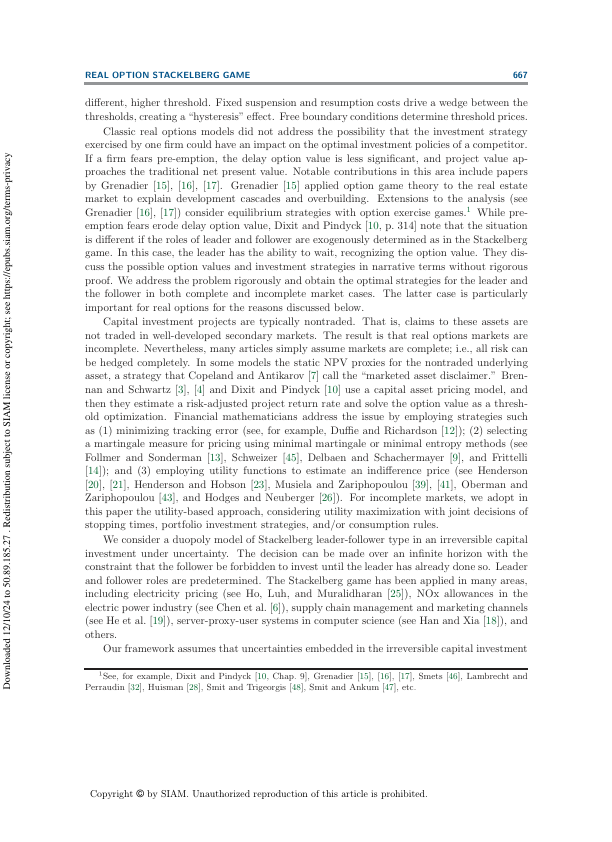 REAL OPTION STACKELBERG GAME 667
different, higher threshold. Fixed suspension and resumption costs drive a wedge between the
thresholds, creating a “hysteresis” effect. Free boundary conditions determine threshold prices.
Classic real options models did not address the possibility that the investment strategy
exercised by one firm could have an impact on the optimal investment policies of a competitor.
If a firm fears pre-emption, the delay option value is less significant, and project value ap-
proaches the traditional net present value. Notable contributions in this area include papers
by Grenadier [15], [16], [17]. Grenadier [15] applied option game theory to the real estate
market to explain development cascades and overbuilding. Extensions to the analysis (see
Grenadier [16], [17]) consider equilibrium strategies with option exercise games.1 While pre-
emption fears erode delay option value, Dixit and Pindyck [10, p. 314] note that the situation
is different if the roles of leader and follower are exogenously determined as in the Stackelberg
game. In this case, the leader has the ability to wait, recognizing the option value. They dis-
cuss the possible option values and investment strategies in narrative terms without rigorous
proof. We address the problem rigorously and obtain the optimal strategies for the leader and
the follower in both complete and incomplete market cases. The latter case is particularly
important for real options for the reasons discussed below.
Capital investment projects are typically nontraded. That is, claims to these assets are
not traded in well-developed secondary markets. The result is that real options markets are
incomplete. Nevertheless, many articles simply assume markets are complete; i.e., all risk can
be hedged completely. In some models the static NPV proxies for the nontraded underlying
asset, a strategy that Copeland and Antikarov [7] call the “marketed asset disclaimer.” Bren-
nan and Schwartz [3], [4] and Dixit and Pindyck [10] use a capital asset pricing model, and
then they estimate a risk-adjusted project return rate and solve the option value as a thresh-
old optimization. Financial mathematicians address the issue by employing strategies such
as (1) minimizing tracking error (see, for example, Duffie and Richardson [12]); (2) selecting
a martingale measure for pricing using minimal martingale or minimal entropy methods (see
Follmer and Sonderman [13], Schweizer [45], Delbaen and Schachermayer [9], and Frittelli
[14]); and (3) employing utility functions to estimate an indifference price (see Henderson
[20], [21], Henderson and Hobson [23], Musiela and Zariphopoulou [39], [41], Oberman and
Zariphopoulou [43], and Hodges and Neuberger [26]). For incomplete markets, we adopt in
this paper the utility-based approach, considering utility maximization with joint decisions of
stopping times, portfolio investment strategies, and/or consumption rules.
We consider a duopoly model of Stackelberg leader-follower type in an irreversible capital
investment under uncertainty. The decision can be made over an infinite horizon with the
constraint that the follower be forbidden to invest until the leader has already done so. Leader
and follower roles are predetermined. The Stackelberg game has been applied in many areas,
including electricity pricing (see Ho, Luh, and Muralidharan [25]), NOx allowances in the
electric power industry (see Chen et al. [6]), supply chain management and marketing channels
(see He et al. [19]), server-proxy-user systems in computer science (see Han and Xia [18]), and
others.
Our framework assumes that uncertainties embedded in the irreversible capital investment
1See, for example, Dixit and Pindyck [10, Chap. 9], Grenadier [15], [16], [17], Smets [46], Lambrecht and
Perraudin [32], Huisman [28], Smit and Trigeorgis [48], Smit and Ankum [47], etc.
Copyright © by SIAM. Unauthorized reproduction of this article is prohibited.
Downloaded 12/10/24 to 50.89.185.27 . Redistribution subject to SIAM license or copyright; see https://epubs.siam.org/terms-privacy